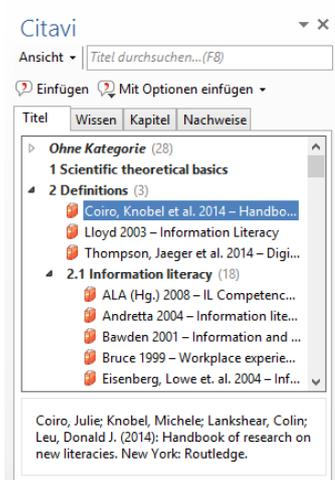 Citavi
Ansicht Titel durchsuchen...(F8)
Einfügen Mit Optionen einfügen
Titel Wissen Kapitel Nachweise
Ohne Kategorie (28)
1 Scientific theoretical basics
2 Definitions (3)
Coiro, Knobel et al. 2014 – Handbo...
Lloyd 2003 – Information Literacy
Thompson, Jaeger et al. 2014 – Digi...
2.1 Information literacy (18)
ALA (Hg.) 2008 – IL Competenc...
Andretta 2004 – Information lite...
Bawden 2001 – Information and ...
Bruce 1999 – Workplace experie...
Eisenberg, Lowe et. al. 2004 – Inf...
Coiro, Julie; Knobel, Michele; Lankshear, Colin;
Leu, Donald J. (2014): Handbook of research on
new literacies. New York: Routledge.